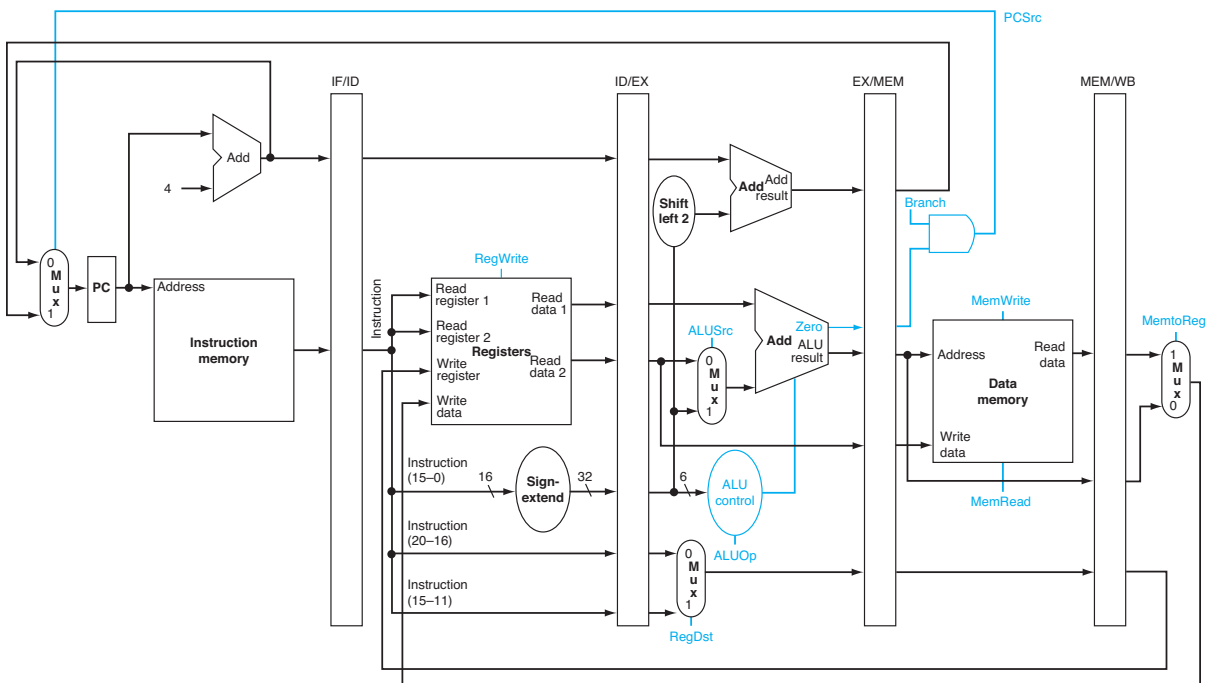 PCSrc
IF/ID
ID/EX
EX/MEM
MEM/WB
Add
4
Add
Add
result
Shift
left 2
Branch
0
M
u
x
1
PC
Address
Instruction
memory
Instruction
RegWrite
Read
register 1
Read
register 2
Write
register
Write
data
Registers
Read
data 1
Read
data 2
ALUSrc
0
M
u
x
1
Zero
Add
ALU
result
MemWrite
Address
Read
data
Data
memory
Write
data
MemRead
MemtoReg
1
M
u
x
0
Instruction
(15–0)
16
Sign-
extend
32
6
ALU
control
ALUOp
Instruction
(20–16)
Instruction
(15–11)
0
M
u
x
1
RegDst